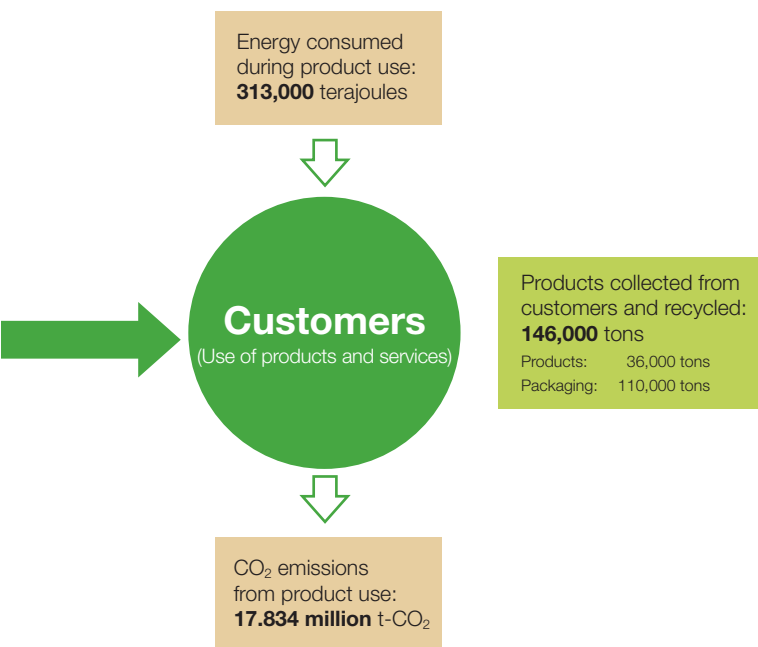 Energy consumed
during product use:
313,000 terajoules
Customers
(Use of products and services)
Products collected from
customers and recycled:
146,000 tons
Products: 36,000 tons
Packaging: 110,000 tons
CO₂ emissions
from product use:
17.834 million t-CO₂